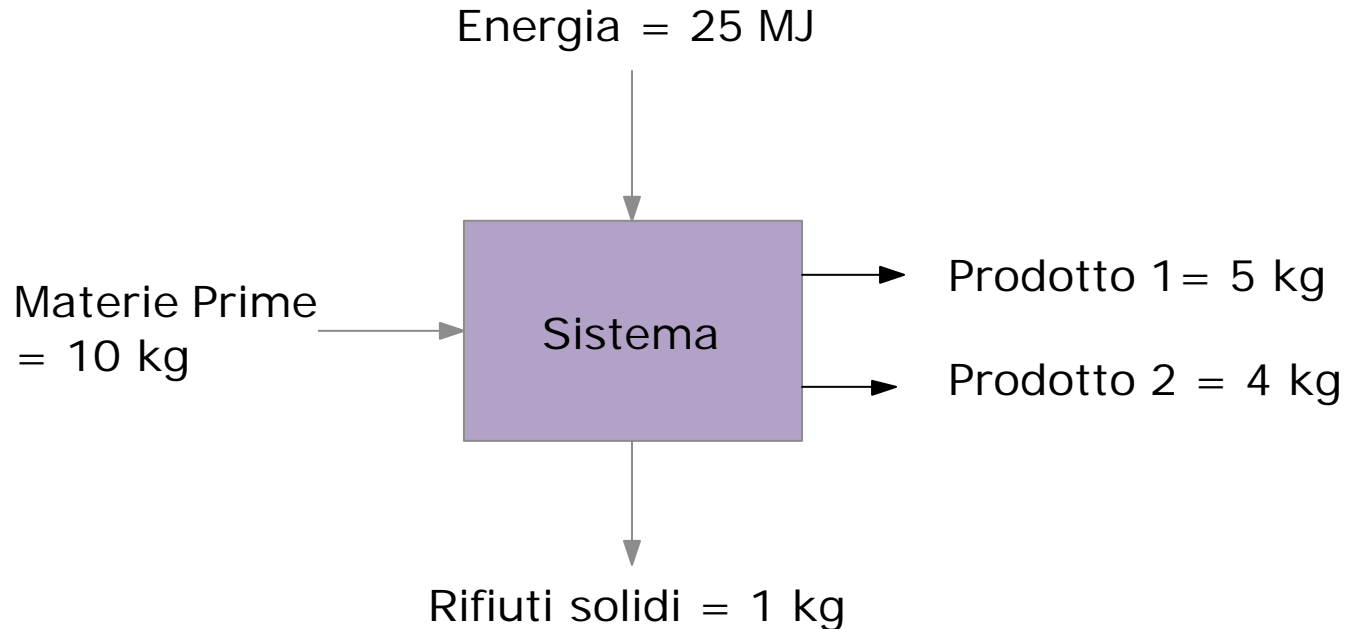 Energia = 25 MJ
Materie Prime
= 10 kg
Sistema
Prodotto 1= 5 kg
Prodotto 2 = 4 kg
Rifiuti solidi = 1 kg